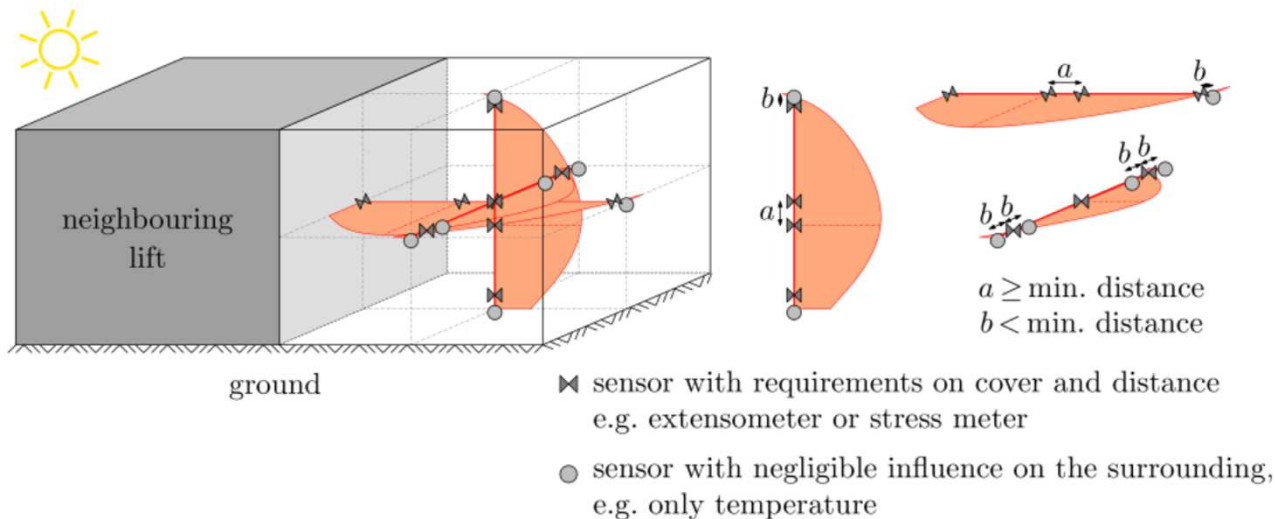 neighbouring
lift
ground
b
a
a
b
b
b
b
b
a ≥ min. distance
b < min. distance
sensor with requirements on cover and distance
e.g. extensometer or stress meter
sensor with negligible influence on the surrounding,
e.g. only temperature